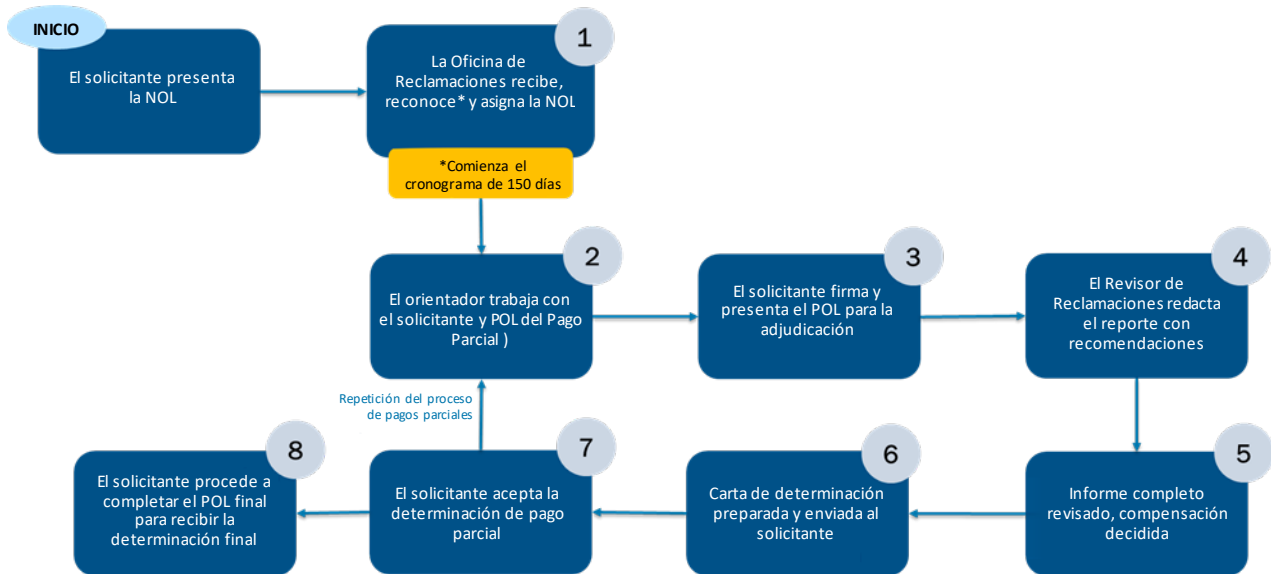 INICIO
El solicitante presenta
la NOL
1
La Oficina de
Reclamaciones recibe,
reconoce* y asigna la NOL
*Comienza el
cronograma de 150 días
2
El orientador trabaja con
el solicitante y POL del Pago
Parcial )
3
El solicitante firma y
presenta el POL para la
adjudicación
4
El Revisor de
Reclamaciones redacta
el reporte con
recomendaciones
Repetición del proceso
de pagos parciales
8
El solicitante procede a
completar el POL final
para recibir la
determinación final
7
El solicitante acepta la
determinación de pago
parcial
6
Carta de determinación
preparada y enviada al
solicitante
5
Informe completo
revisado, compensación
decidida